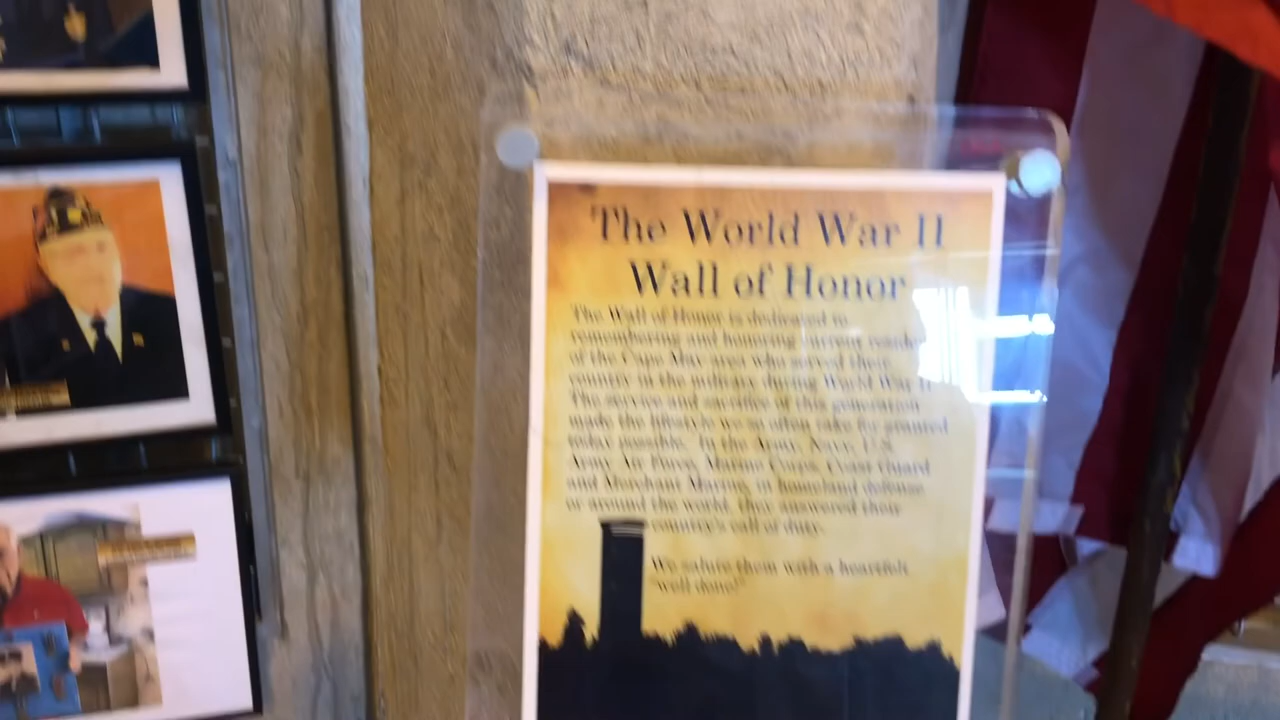 The World War II
Wall of Honor
The Wall of Honor is dedicated to
remembering and honoring current
of the Cape May area who served their
country in the military during World War II.
The service and sacrifice of this generation
made the lifestyle we so often take for granted
today possible. In the Army, Navy, U.S.
Army Air Force, Marine Corps, Coast Guard
and Merchant Marine, in homeland defense
or around the world, they answered their
country's call of duty.
We salute them with a heartfelt
"well done!"